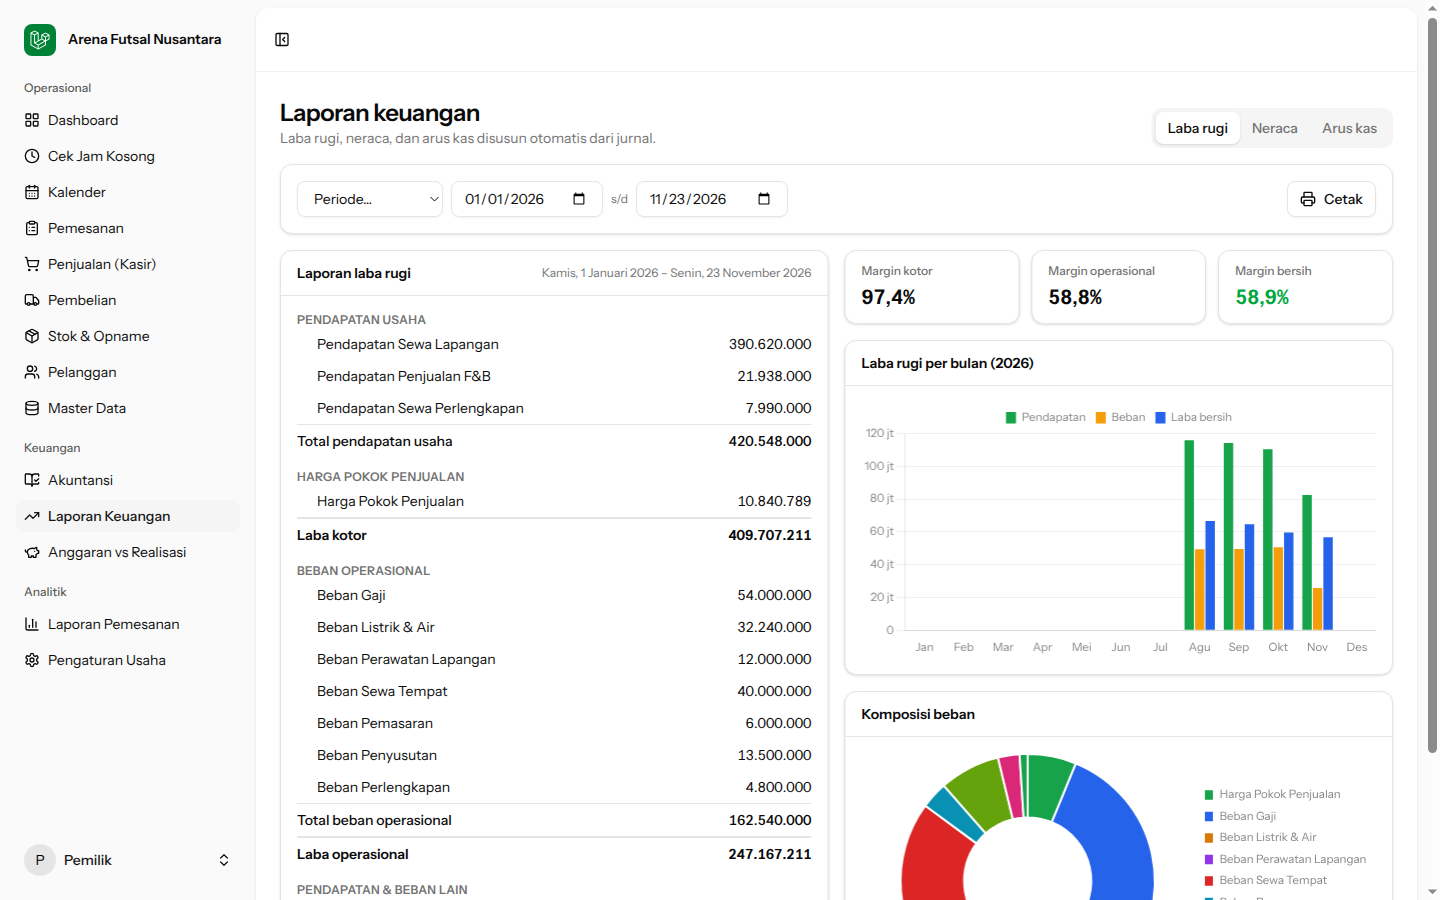 Arena Futsal Nusantara
Operasional
Dashboard
Cek Jam Kosong
Kalender
Pemesanan
Penjualan (Kasir)
Pembelian
Stok & Opname
Pelanggan
Master Data
Keuangan
Akuntansi
Laporan Keuangan
Anggaran vs Realisasi
Analitik
Laporan Pemesanan
Pengaturan Usaha
P Pemilik
Laporan keuangan
Laba rugi, neraca, dan arus kas disusun otomatis dari jurnal.
Laba rugi Neraca Arus kas
Periode... 01/01/2026 s/d 11/23/2026 Cetak
Laporan laba rugi Kamis, 1 Januari 2026 – Senin, 23 November 2026
PENDAPATAN USAHA
Pendapatan Sewa Lapangan 390.620.000
Pendapatan Penjualan F&B 21.938.000
Pendapatan Sewa Perlengkapan 7.990.000
Total pendapatan usaha 420.548.000
HARGA POKOK PENJUALAN
Harga Pokok Penjualan 10.840.789
Laba kotor 409.707.211
BEBAN OPERASIONAL
Beban Gaji 54.000.000
Beban Listrik & Air 32.240.000
Beban Perawatan Lapangan 12.000.000
Beban Sewa Tempat 40.000.000
Beban Pemasaran 6.000.000
Beban Penyusutan 13.500.000
Beban Perlengkapan 4.800.000
Total beban operasional 162.540.000
Laba operasional 247.167.211
PENDAPATAN & BEBAN LAIN
Margin kotor
97,4%
Margin operasional
58,8%
Margin bersih
58,9%
Laba rugi per bulan (2026)
Pendapatan Beban Laba bersih
120 jt
100 jt
80 jt
60 jt
40 jt
20 jt
0
Jan Feb Mar Apr Mei Jun Jul Agu Sep Okt Nov Des
Komposisi beban
Harga Pokok Penjualan
Beban Gaji
Beban Listrik & Air
Beban Perawatan Lapangan
Beban Sewa Tempat